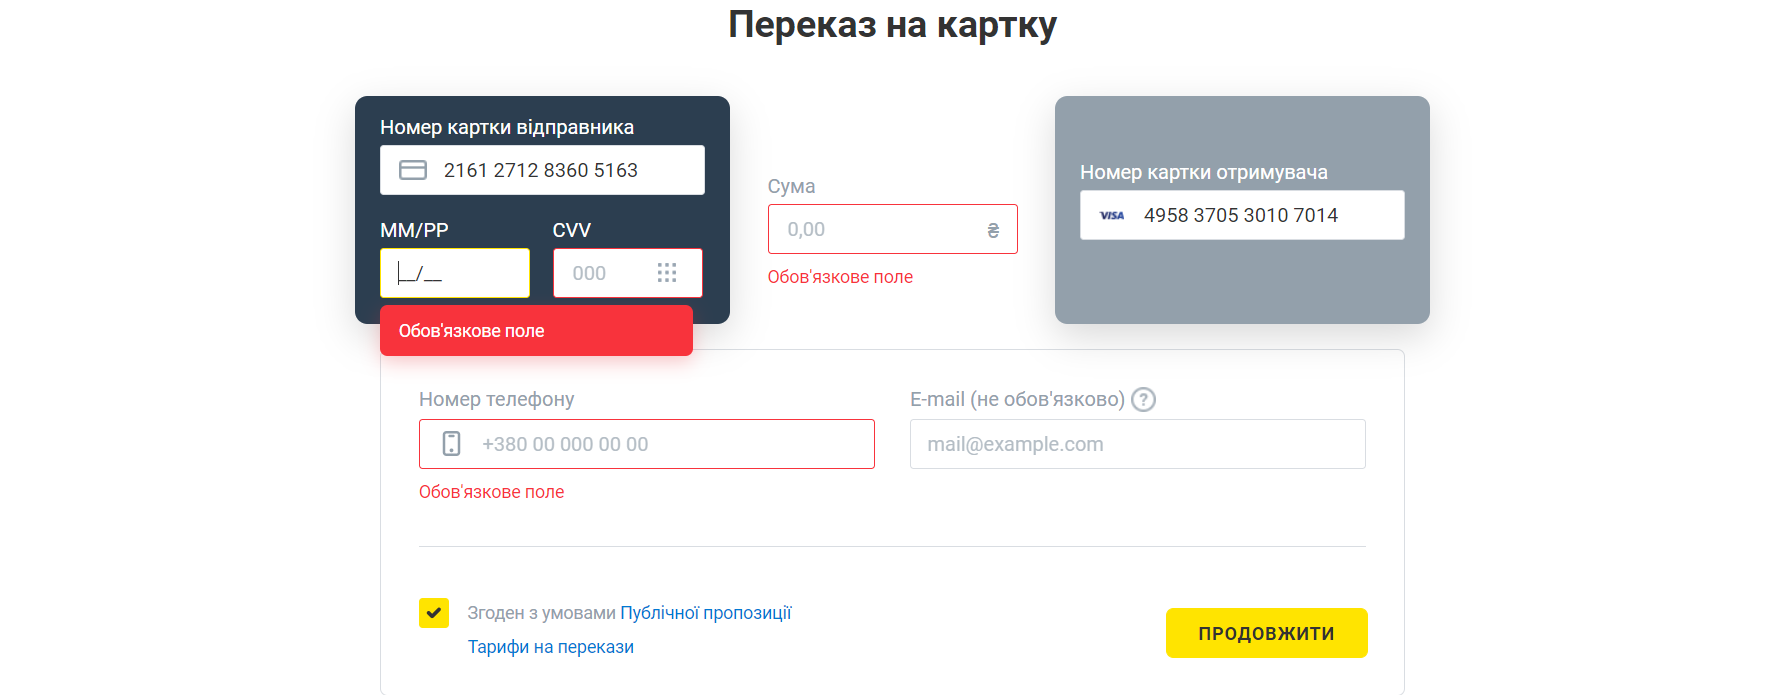 Переказ на картку
Номер картки відправника
2161 2712 8360 5163
ММ/РР
CVV
__/__
000
Обов'язкове поле
Сума
0,00 ₴
Обов'язкове поле
Номер картки отримувача
VISA 4958 3705 3010 7014
Номер телефону
+380 00 000 00 00
Обов'язкове поле
E-mail (не обов'язково) ?
mail@example.com
Згоден з умовами Публічної пропозиції
Тарифи на перекази
ПРОДОВЖИТИ